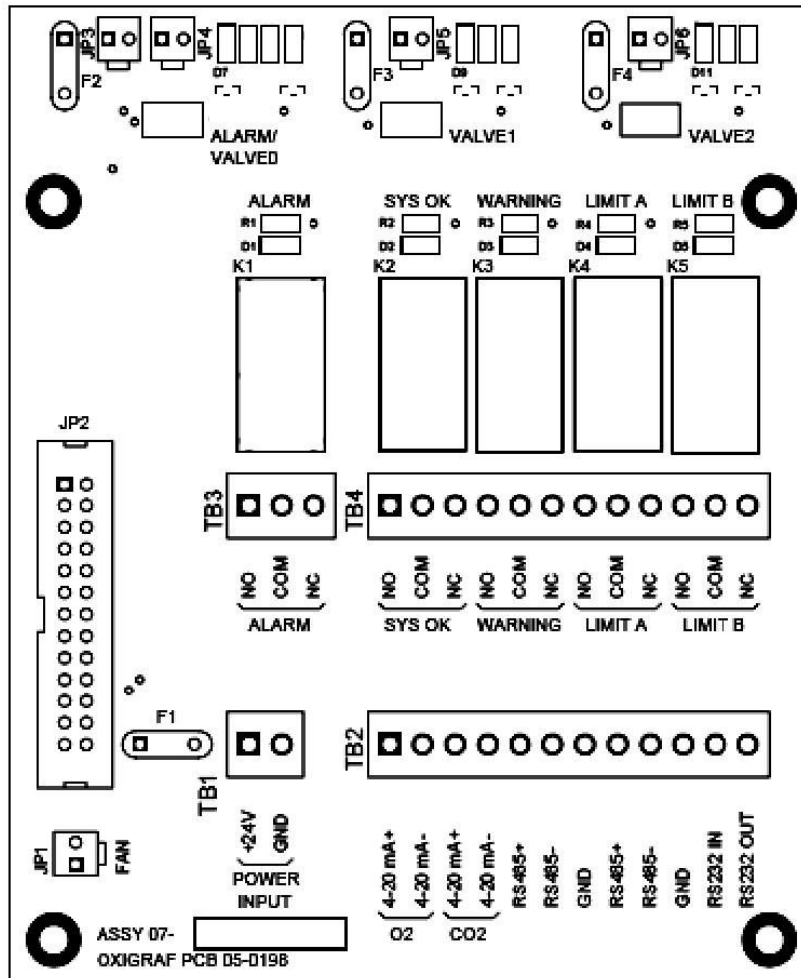 JP3
JP4
JP5
JP6
F2
D7
F3
D9
F4
D11
ALARM/
VALVE0
VALVE1
VALVE2
ALARM
SYS OK
WARNING
LIMIT A
LIMIT B
R1
R2
R3
R4
R5
D1
D2
D3
D4
D5
K1
K2
K3
K4
K5
JP2
TB3
TB4
NO
COM
NC
NO
COM
NC
NO
COM
NC
NO
COM
NC
NO
COM
NC
ALARM
SYS OK
WARNING
LIMIT A
LIMIT B
F1
TB1
TB2
JP1
FAN
+24V
GND
4-20 mA+
4-20 mA-
4-20 mA+
4-20 mA-
RS485+
RS485-
GND
RS485+
RS485-
GND
RS232 IN
RS232 OUT
POWER
INPUT
O2
CO2
ASSY 07-
OXIGRAF PCB 05-0198